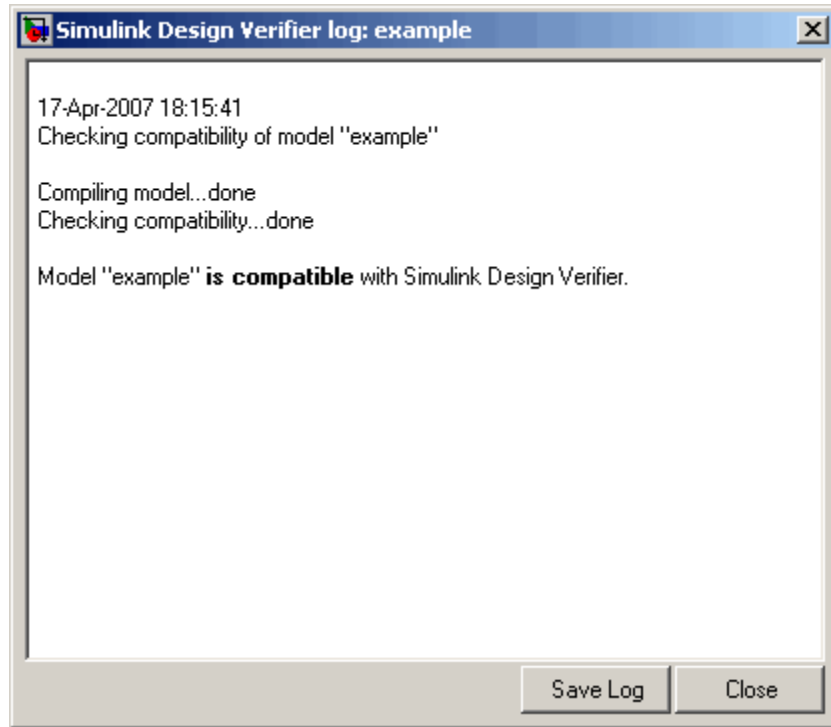 Simulink Design Verifier log: example
17-Apr-2007 18:15:41
Checking compatibility of model "example"
Compiling model...done
Checking compatibility...done
Model "example" is compatible with Simulink Design Verifier.
Save Log
Close